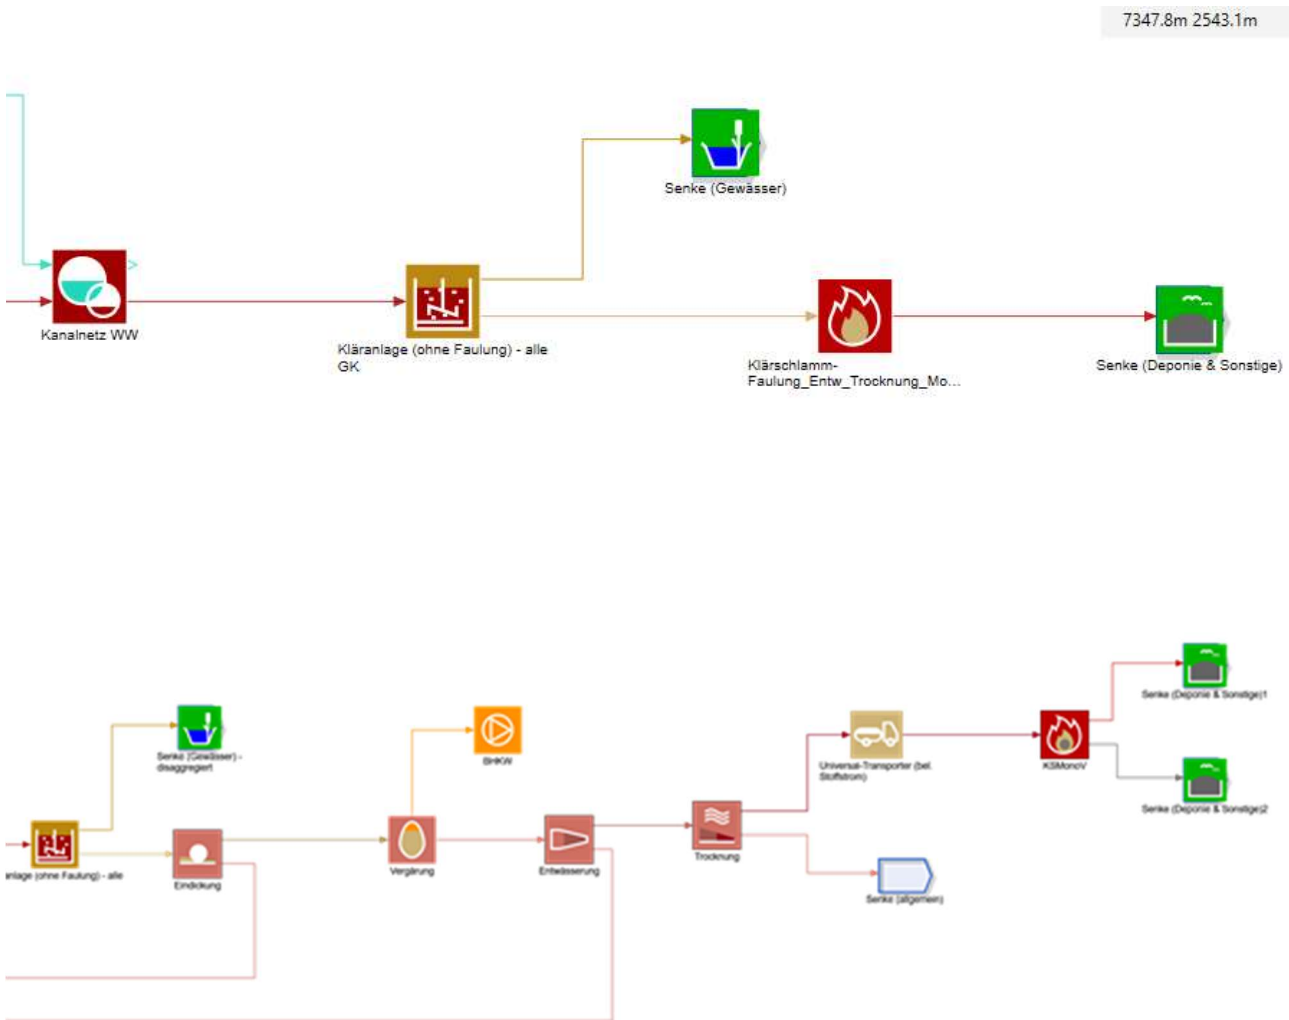 7347.8m 2543.1m
Senke (Gewässer)
Kanalnetz WW
Kläranlage (ohne Faulung) - alle
GK
Klärschlamm-
Faulung_Entw_Trocknung_Mo...
Senke (Deponie & Sonstige)
Senke (Deponie & Sonstige)1
Senke (Gewässer) -
disaggregiert
BHKW
Universal-Transporter (bel.
Stoffstrom)
KSMonoV
Senke (Deponie & Sonstige)2
nlage (ohne Faulung) - alle
Eindickung
Vergärung
Entwässerung
Trocknung
Senke (allgemein)